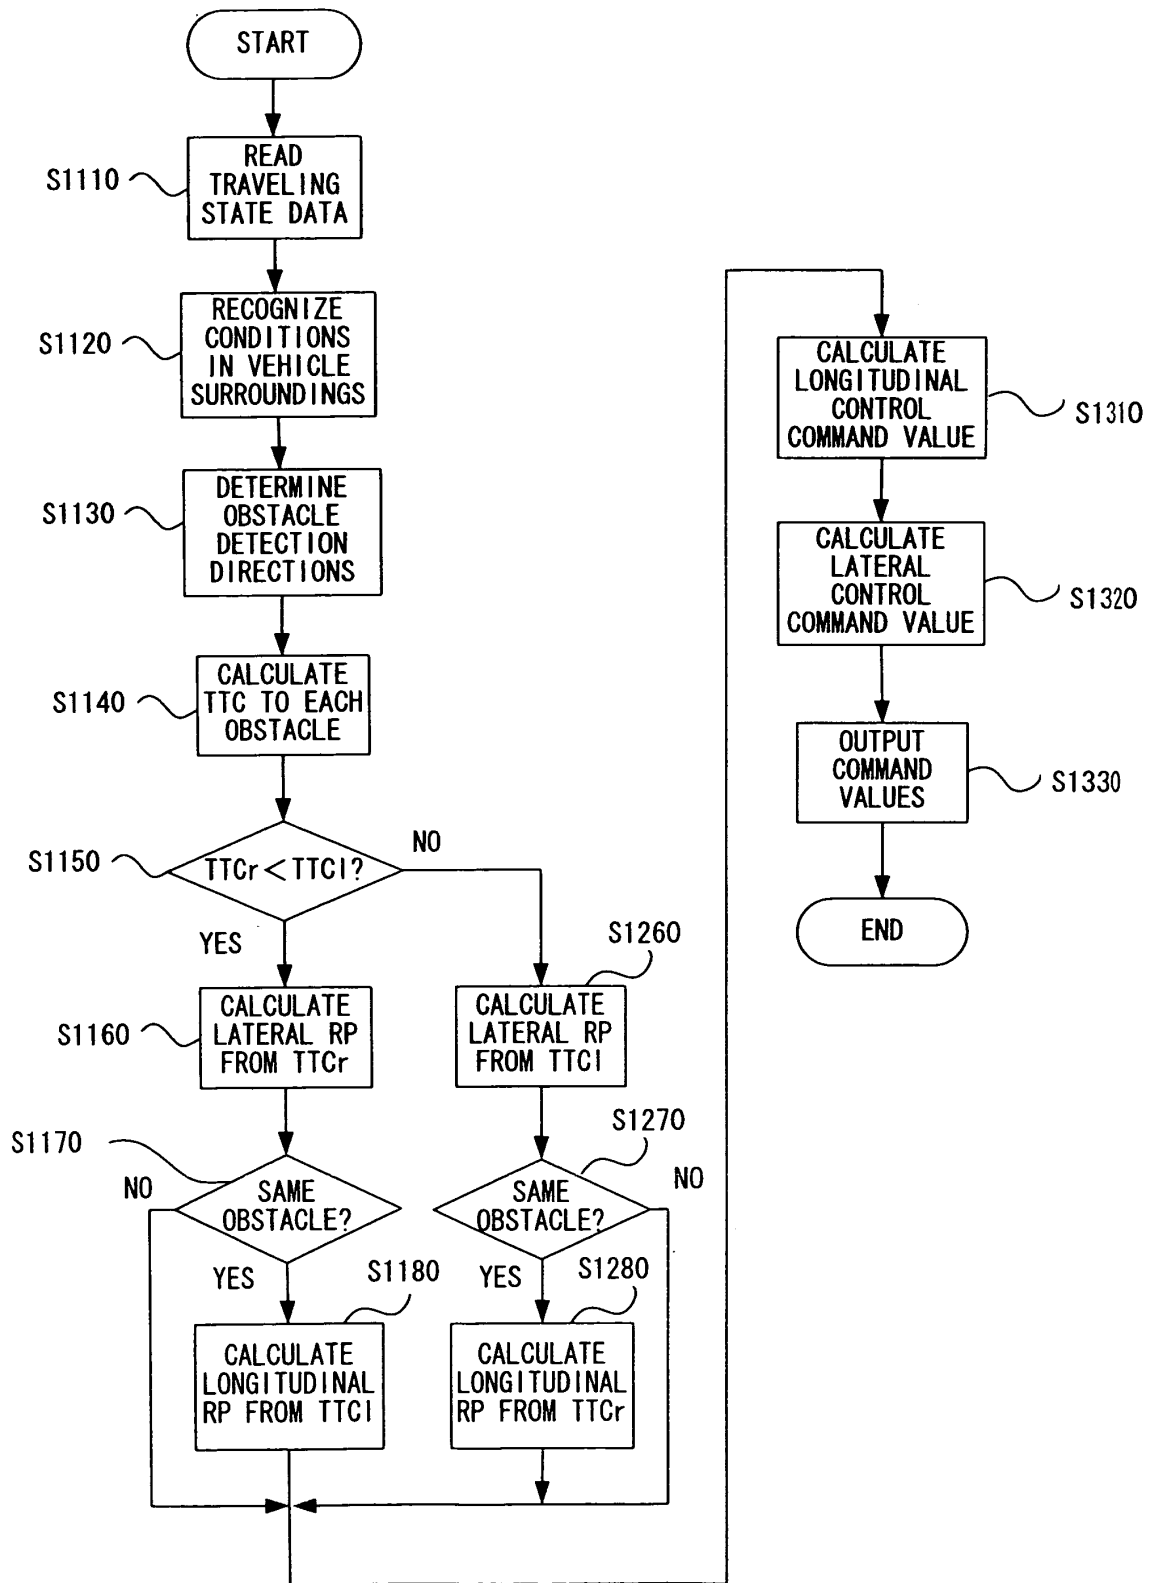 START
S1110
READ
TRAVELING
STATE DATA
S1120
RECOGNIZE
CONDITIONS
IN VEHICLE
SURROUNDINGS
S1130
DETERMINE
OBSTACLE
DETECTION
DIRECTIONS
S1140
CALCULATE
TTC TO EACH
OBSTACLE
S1150
TTCr<TTCl?
NO
YES
S1160
CALCULATE
LATERAL RP
FROM TTCr
S1260
CALCULATE
LATERAL RP
FROM TTCl
S1170
NO
SAME
OBSTACLE?
YES
S1270
NO
SAME
OBSTACLE?
YES
S1180
CALCULATE
LONGITUDINAL
RP FROM TTCl
S1280
CALCULATE
LONGITUDINAL
RP FROM TTCr
CALCULATE
LONGITUDINAL
CONTROL
COMMAND VALUE
S1310
CALCULATE
LATERAL
CONTROL
COMMAND VALUE
S1320
OUTPUT
COMMAND
VALUES
S1330
END